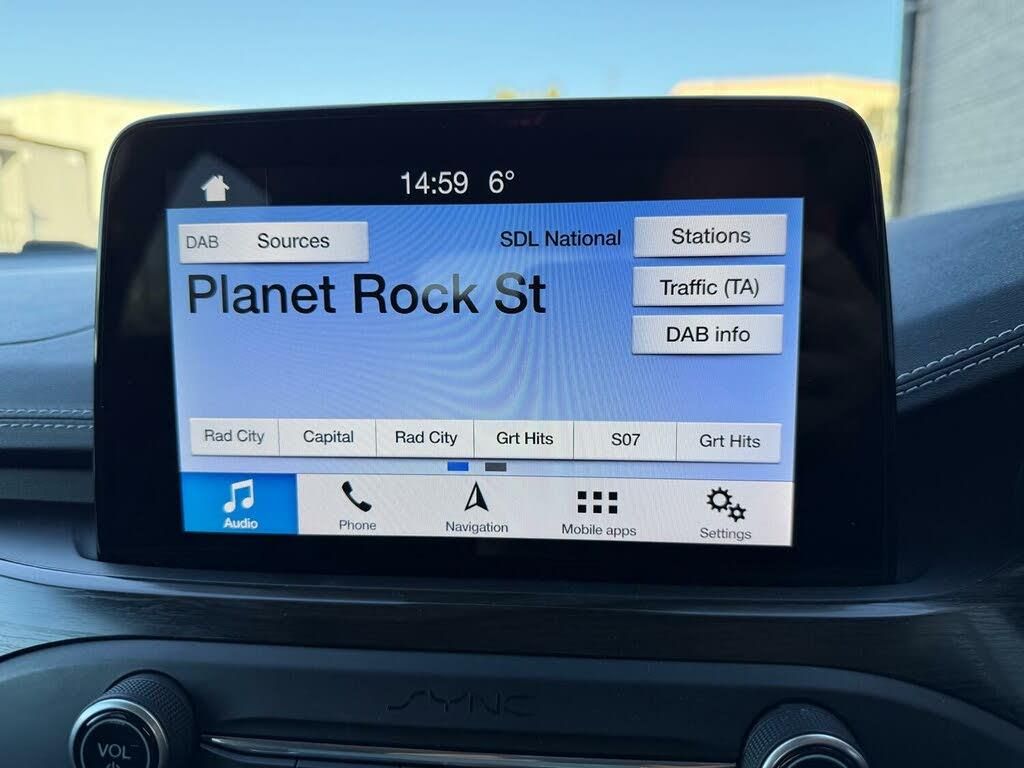 14:59 6°
DAB Sources
SDL National
Stations
Planet Rock St
Traffic (TA)
DAB info
Rad City
Capital
Rad City
Grt Hits
S07
Grt Hits
Audio
Phone
Navigation
Mobile apps
Settings
SYNC
VOL